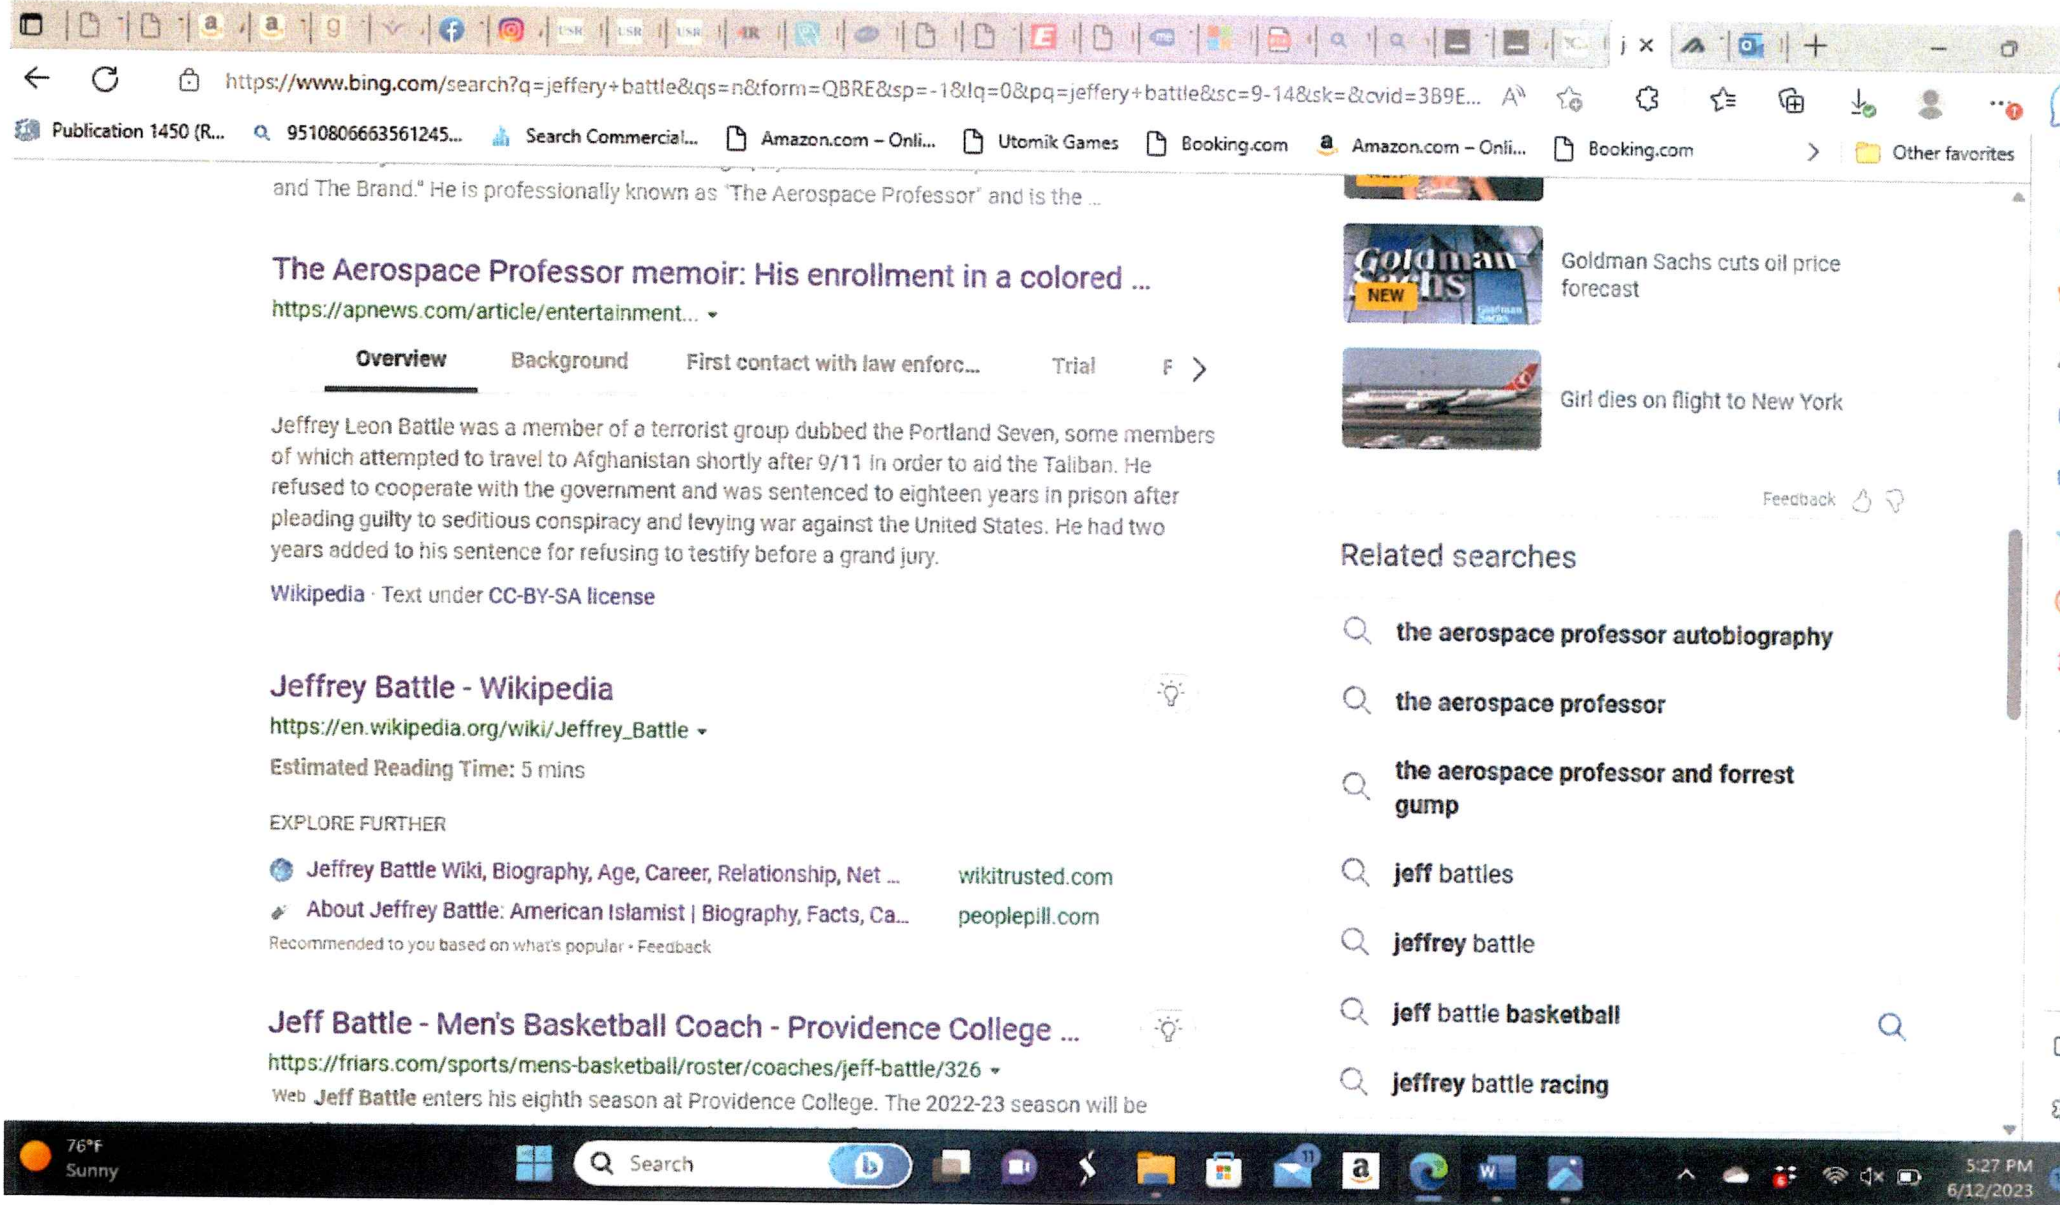 https://www.bing.com/search?q=jeffery+battle&qs=n&form=QBRE&sp=-1&lq=0&pq=jeffery+battle&sc=9-14&sk=&cvid=3B9E...
Publication 1450 (R...
9510806663561245...
Search Commercial...
Amazon.com – Onli...
Utomik Games
Booking.com
Amazon.com – Onli...
Booking.com
Other favorites
and The Brand." He is professionally known as "The Aerospace Professor" and is the ...
The Aerospace Professor memoir: His enrollment in a colored ...
https://apnews.com/article/entertainment...
Overview Background First contact with law enforc... Trial F
Jeffrey Leon Battle was a member of a terrorist group dubbed the Portland Seven, some members
of which attempted to travel to Afghanistan shortly after 9/11 in order to aid the Taliban. He
refused to cooperate with the government and was sentenced to eighteen years in prison after
pleading guilty to seditious conspiracy and levying war against the United States. He had two
years added to his sentence for refusing to testify before a grand jury.
Wikipedia · Text under CC-BY-SA license
Jeffrey Battle - Wikipedia
https://en.wikipedia.org/wiki/Jeffrey_Battle
Estimated Reading Time: 5 mins
EXPLORE FURTHER
Jeffrey Battle Wiki, Biography, Age, Career, Relationship, Net ... wikitrusted.com
About Jeffrey Battle: American Islamist | Biography, Facts, Ca... peoplepill.com
Recommended to you based on what's popular • Feedback
Jeff Battle - Men's Basketball Coach - Providence College ...
https://friars.com/sports/mens-basketball/roster/coaches/jeff-battle/326
Web Jeff Battle enters his eighth season at Providence College. The 2022-23 season will be
Goldman Sachs
NEW
Goldman Sachs cuts oil price
forecast
Girl dies on flight to New York
Feedback
Related searches
the aerospace professor autobiography
the aerospace professor
the aerospace professor and forrest
gump
jeff battles
jeffrey battle
jeff battle basketball
jeffrey battle racing
76°F
Sunny
Search
11
5:27 PM
6/12/2023